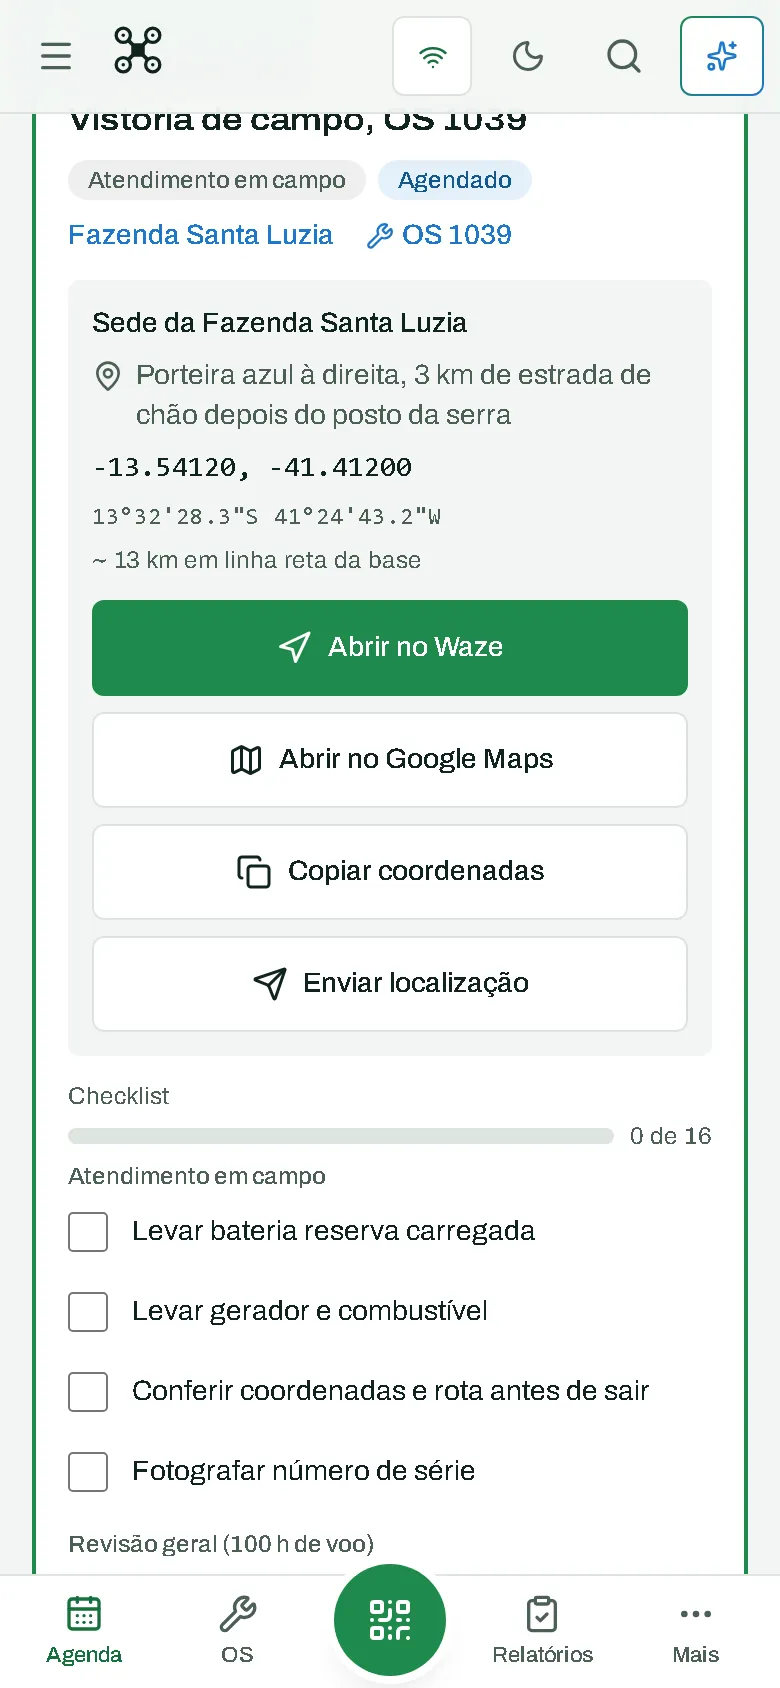 Vistoria de campo, OS 1039
Atendimento em campo
Agendado
Fazenda Santa Luzia
OS 1039
Sede da Fazenda Santa Luzia
Porteira azul à direita, 3 km de estrada de
chão depois do posto da serra
-13.54120, -41.41200
13°32'28.3"S 41°24'43.2"W
~ 13 km em linha reta da base
Abrir no Waze
Abrir no Google Maps
Copiar coordenadas
Enviar localização
Checklist
0 de 16
Atendimento em campo
Levar bateria reserva carregada
Levar gerador e combustível
Conferir coordenadas e rota antes de sair
Fotografar número de série
Revisão geral (100 h de voo)
Agenda
OS
Relatórios
Mais